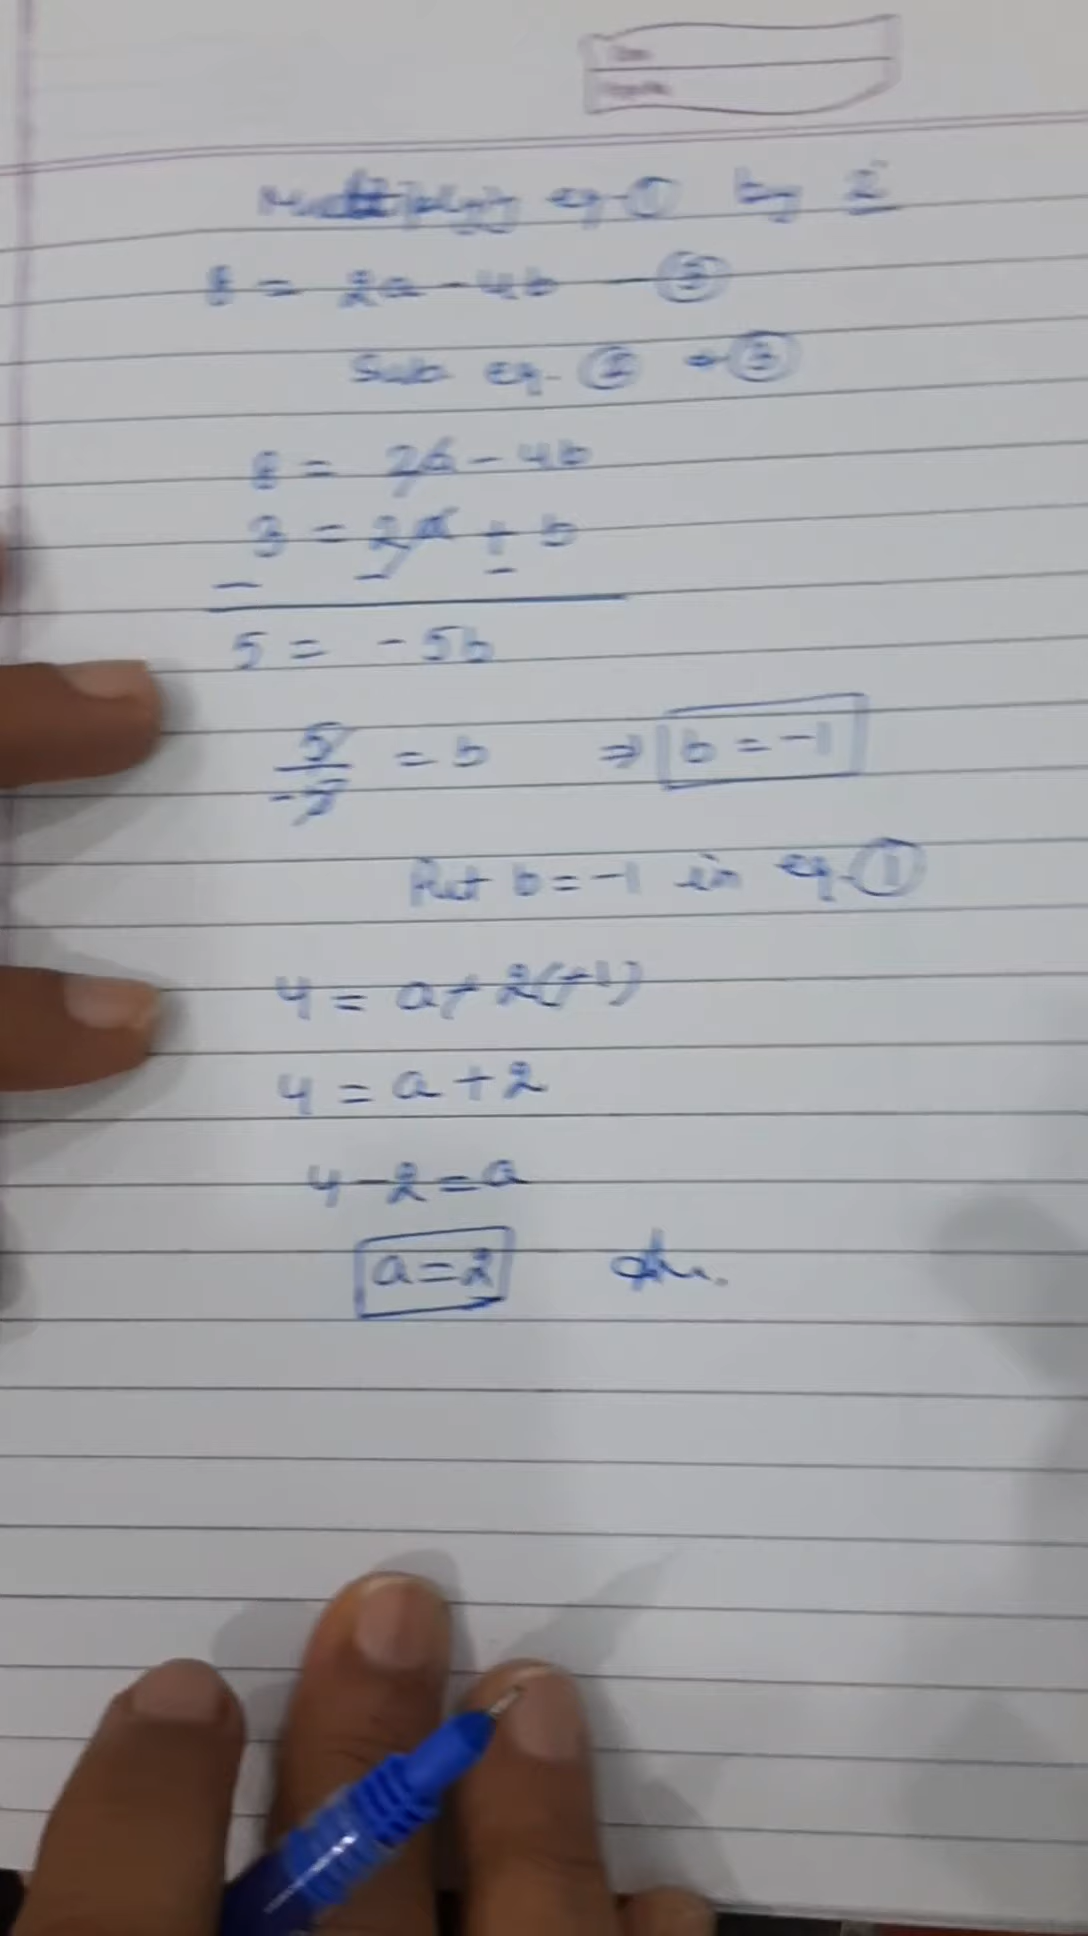 Multiplying eq ① by 2
8 = 2a - 4b — ③
Sub eq. ② & ③
8 = 2a - 4b
3 = 2a + b
- - -
5 = -5b
5/-5 = b ⇒ b = -1
Put b = -1 in eq. ①
4 = a + 2(+1)
4 = a + 2
4 - 2 = a
a = 2